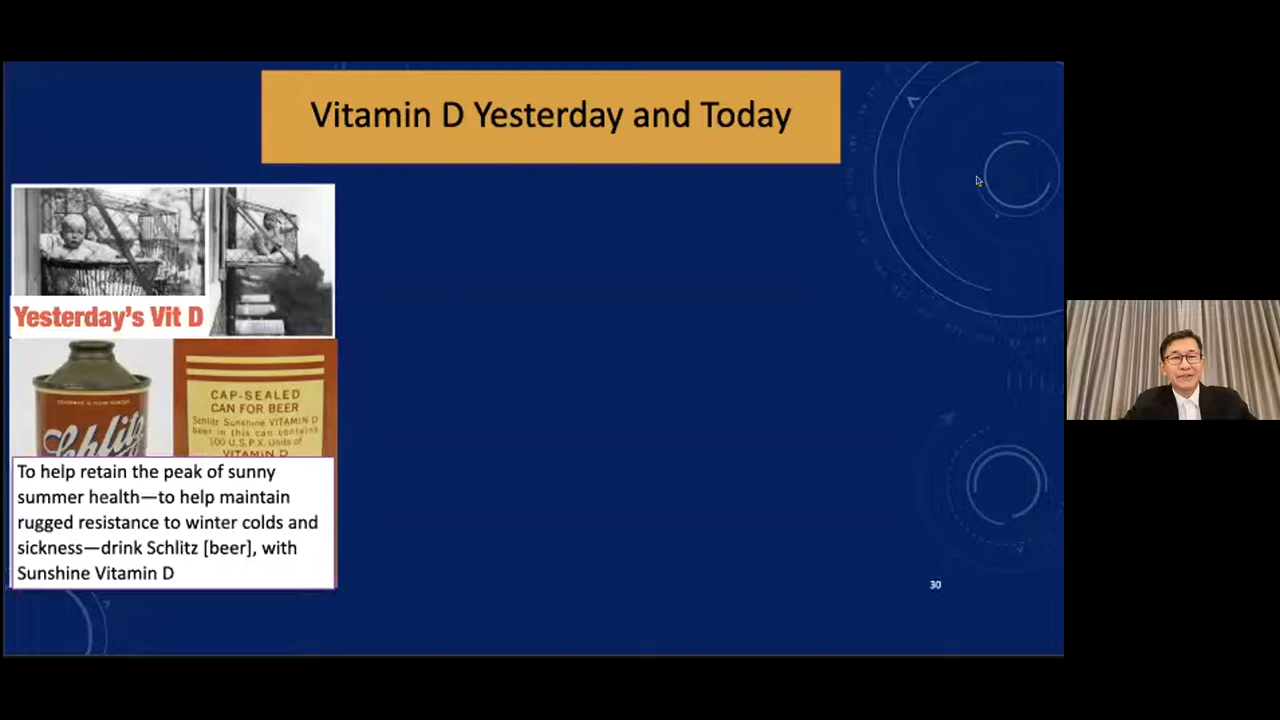 Vitamin D Yesterday and Today
Yesterday's Vit D
Schlitz
CAP-SEALED
CAN FOR BEER
Schlitz Sunshine VITAMIN D
beer in this can contains
100 U.S.P.X. Units of
VITAMIN D
To help retain the peak of sunny
summer health—to help maintain
rugged resistance to winter colds and
sickness—drink Schlitz [beer], with
Sunshine Vitamin D
30